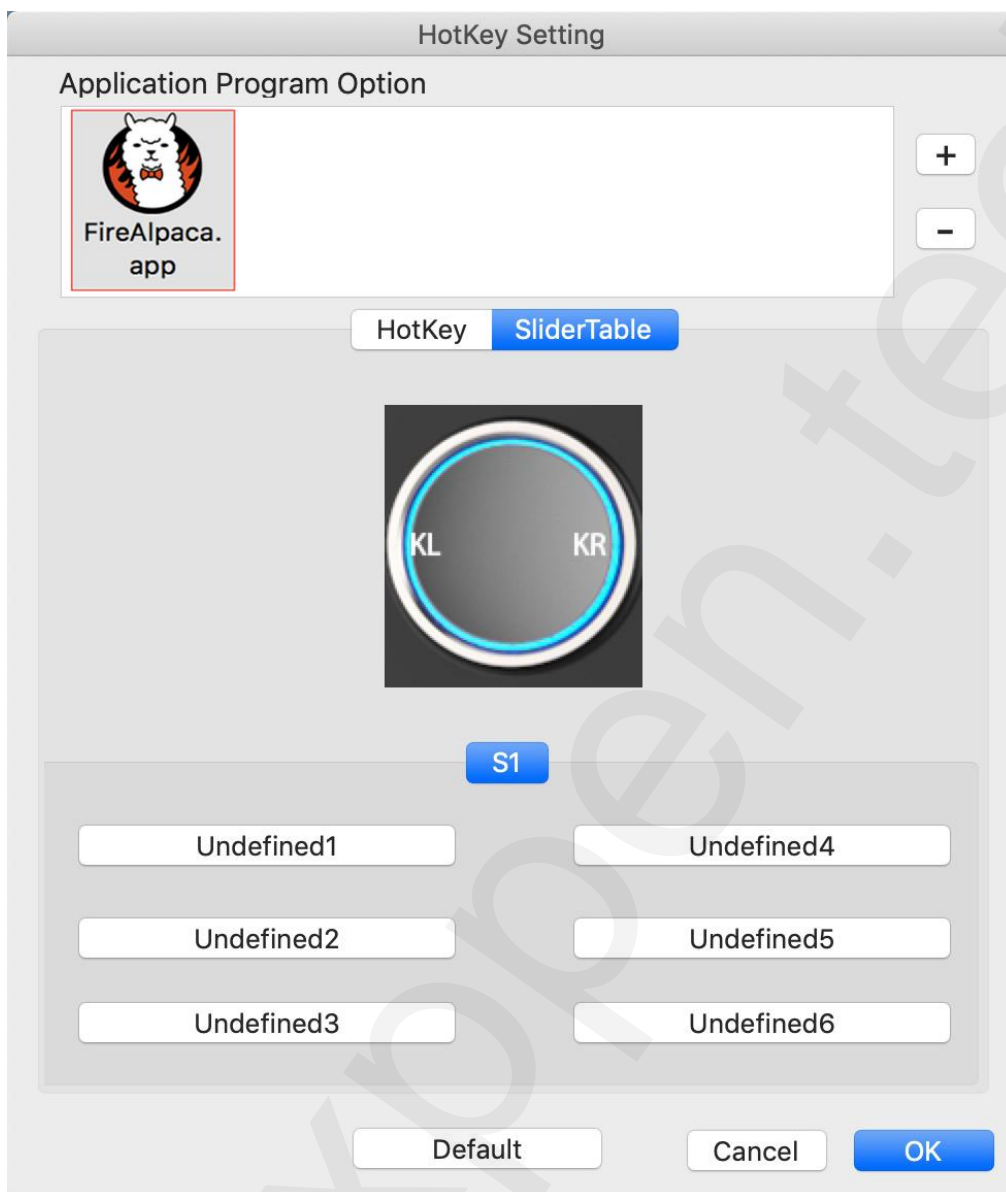 HotKey Setting
Application Program Option
FireAlpaca.
app
+
-
HotKey SliderTable
KL KR
S1
Undefined1 Undefined4
Undefined2 Undefined5
Undefined3 Undefined6
Default Cancel OK